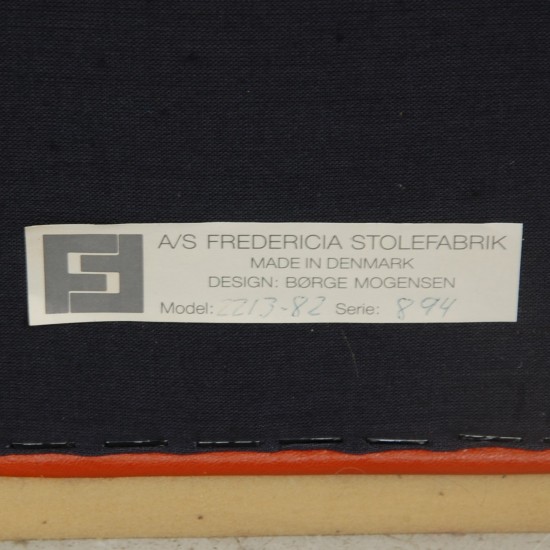 A/S FREDERICIA STOLEFABRIK
MADE IN DENMARK
DESIGN: BØRGE MOGENSEN
Model: 2213-82 Serie: 894